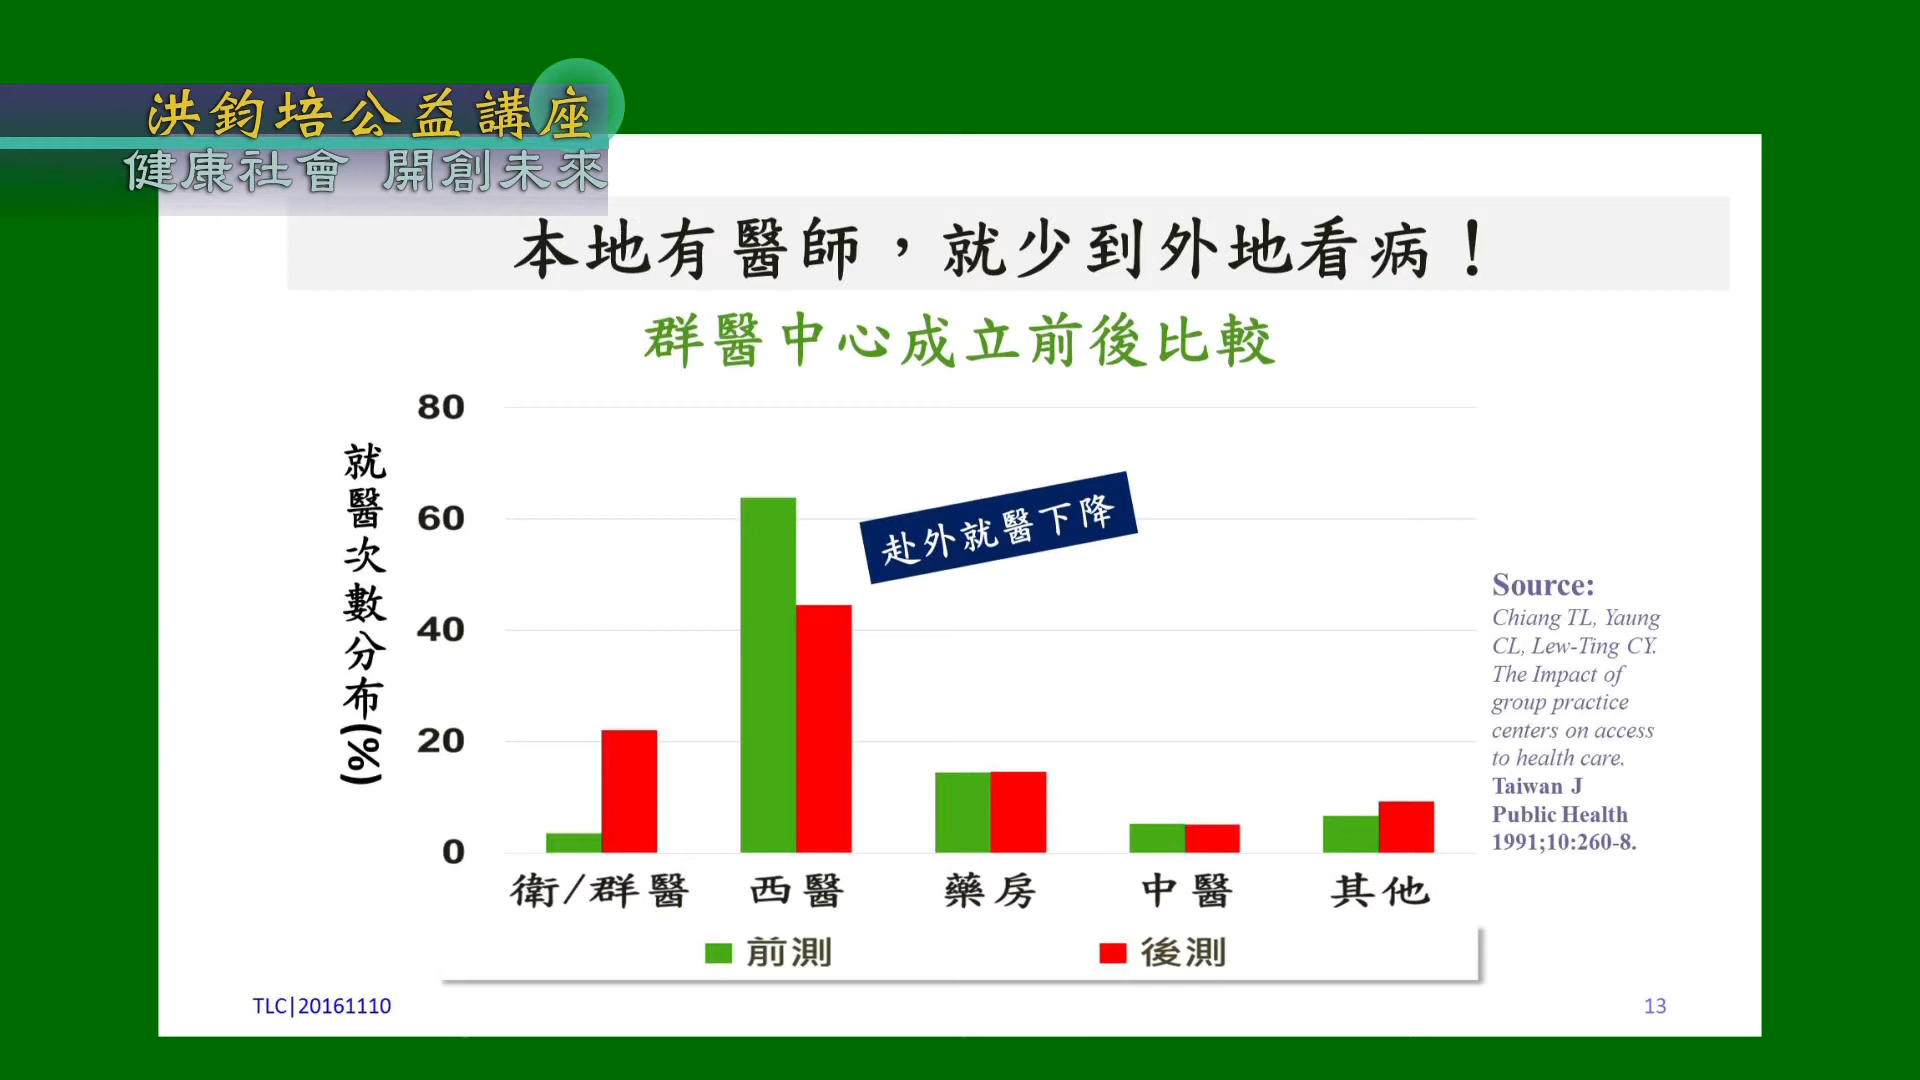 洪鈞培公益講座
健康社會 開創未來
本地有醫師，就少到外地看病！
群醫中心成立前後比較
就醫次數分布(%)
80
60
40
20
0
赴外就醫下降
衛/群醫 西醫 藥房 中醫 其他
前測 後測
Source:
Chiang TL, Yaung
CL, Lew-Ting CY.
The Impact of
group practice
centers on access
to health care.
Taiwan J
Public Health
1991;10:260-8.
TLC|20161110
13